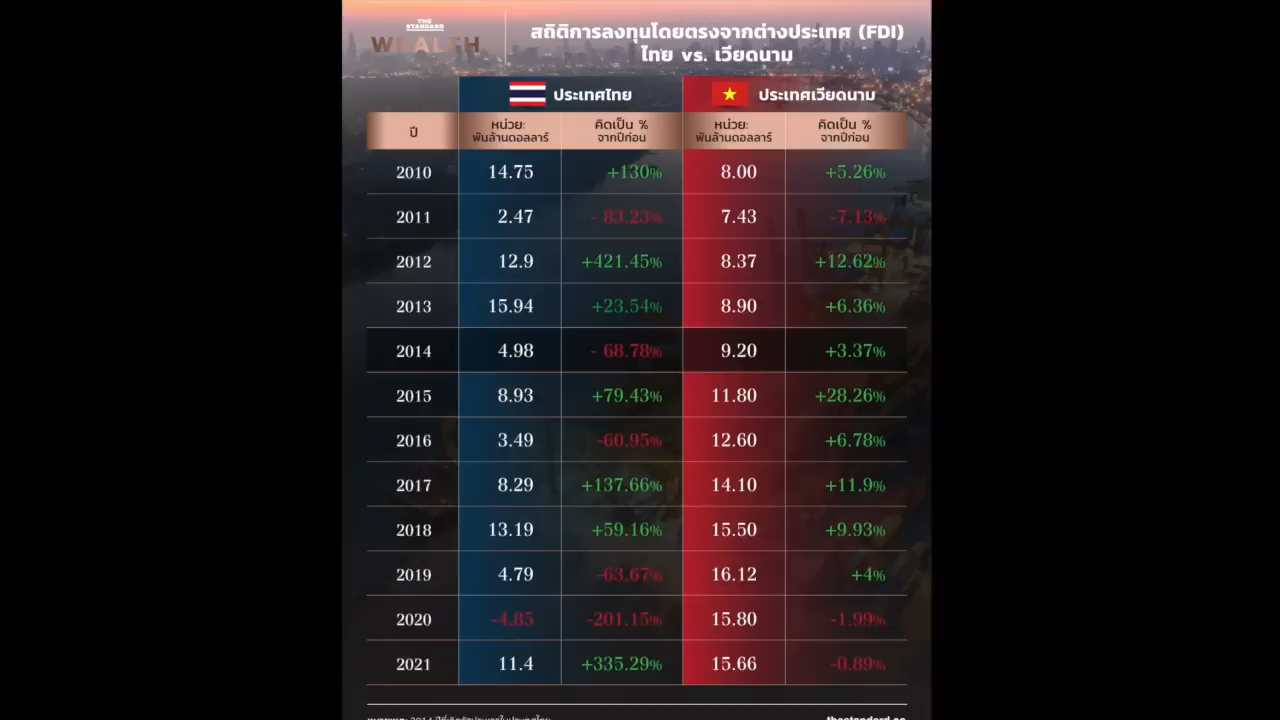 THE
STANDARD
WEALTH
สถิติการลงทุนโดยตรงจากต่างประเทศ (FDI)
ไทย vs. เวียดนาม
ประเทศไทย ประเทศเวียดนาม
ปี หน่วย: พันล้านดอลลาร์ คิดเป็น % จากปีก่อน หน่วย: พันล้านดอลลาร์ คิดเป็น % จากปีก่อน
2010 14.75 +130% 8.00 +5.26%
2011 2.47 - 83.23% 7.43 -7.13%
2012 12.9 +421.45% 8.37 +12.62%
2013 15.94 +23.54% 8.90 +6.36%
2014 4.98 - 68.78% 9.20 +3.37%
2015 8.93 +79.43% 11.80 +28.26%
2016 3.49 -60.95% 12.60 +6.78%
2017 8.29 +137.66% 14.10 +11.9%
2018 13.19 +59.16% 15.50 +9.93%
2019 4.79 -63.67% 16.12 +4%
2020 -4.85 -201.15% 15.80 -1.99%
2021 11.4 +335.29% 15.66 -0.89%